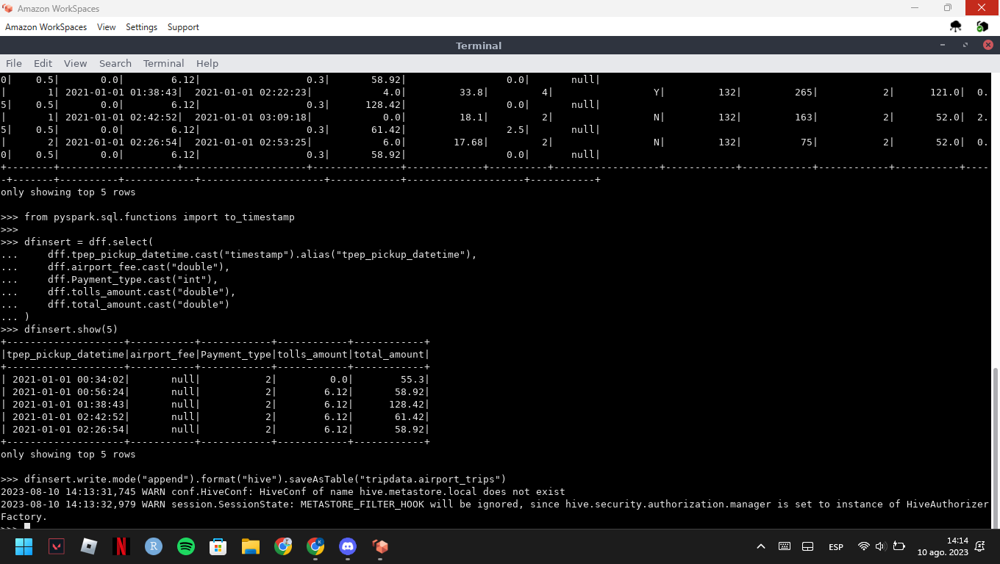 Amazon WorkSpaces
Amazon WorkSpaces View Settings Support
Terminal
File Edit View Search Terminal Help
0|    0.5|       0.0|        6.12|                  0.3|       58.92|                 0.0|       null|
|       1| 2021-01-01 01:38:43|  2021-01-01 02:22:23|            4.0|         33.8|         4|                 Y|         132|         265|           2|      121.0|  0.
5|    0.5|       0.0|        6.12|                  0.3|      128.42|                 0.0|       null|
|       1| 2021-01-01 02:42:52|  2021-01-01 03:09:18|            0.0|         18.1|         2|                 N|         132|         163|           2|       52.0|  2.
5|    0.5|       0.0|        6.12|                  0.3|       61.42|                 2.5|       null|
|       2| 2021-01-01 02:26:54|  2021-01-01 02:53:25|            6.0|        17.68|         2|                 N|         132|          75|           2|       52.0|  0.
0|    0.5|       0.0|        6.12|                  0.3|       58.92|                 0.0|       null|
+--------+--------------------+---------------------+---------------+-------------+----------+------------------+------------+------------+------------+-----------+----
-+-------+----------+------------+---------------------+------------+--------------------+-----------+
only showing top 5 rows
>>> from pyspark.sql.functions import to_timestamp
>>>
>>> dfinsert = dff.select(
...     dff.tpep_pickup_datetime.cast("timestamp").alias("tpep_pickup_datetime"),
...     dff.airport_fee.cast("double"),
...     dff.Payment_type.cast("int"),
...     dff.tolls_amount.cast("double"),
...     dff.total_amount.cast("double")
... )
>>> dfinsert.show(5)
+--------------------+-----------+------------+------------+------------+
|tpep_pickup_datetime|airport_fee|Payment_type|tolls_amount|total_amount|
+--------------------+-----------+------------+------------+------------+
| 2021-01-01 00:34:02|       null|           2|         0.0|        55.3|
| 2021-01-01 00:56:24|       null|           2|        6.12|       58.92|
| 2021-01-01 01:38:43|       null|           2|        6.12|      128.42|
| 2021-01-01 02:42:52|       null|           2|        6.12|       61.42|
| 2021-01-01 02:26:54|       null|           2|        6.12|       58.92|
+--------------------+-----------+------------+------------+------------+
only showing top 5 rows
>>> dfinsert.write.mode("append").format("hive").saveAsTable("tripdata.airport_trips")
2023-08-10 14:13:31,745 WARN conf.HiveConf: HiveConf of name hive.metastore.local does not exist
2023-08-10 14:13:32,979 WARN session.SessionState: METASTORE_FILTER_HOOK will be ignored, since hive.security.authorization.manager is set to instance of HiveAuthorizer
Factory.
>>>
R K ESP 14:14
10 ago. 2023